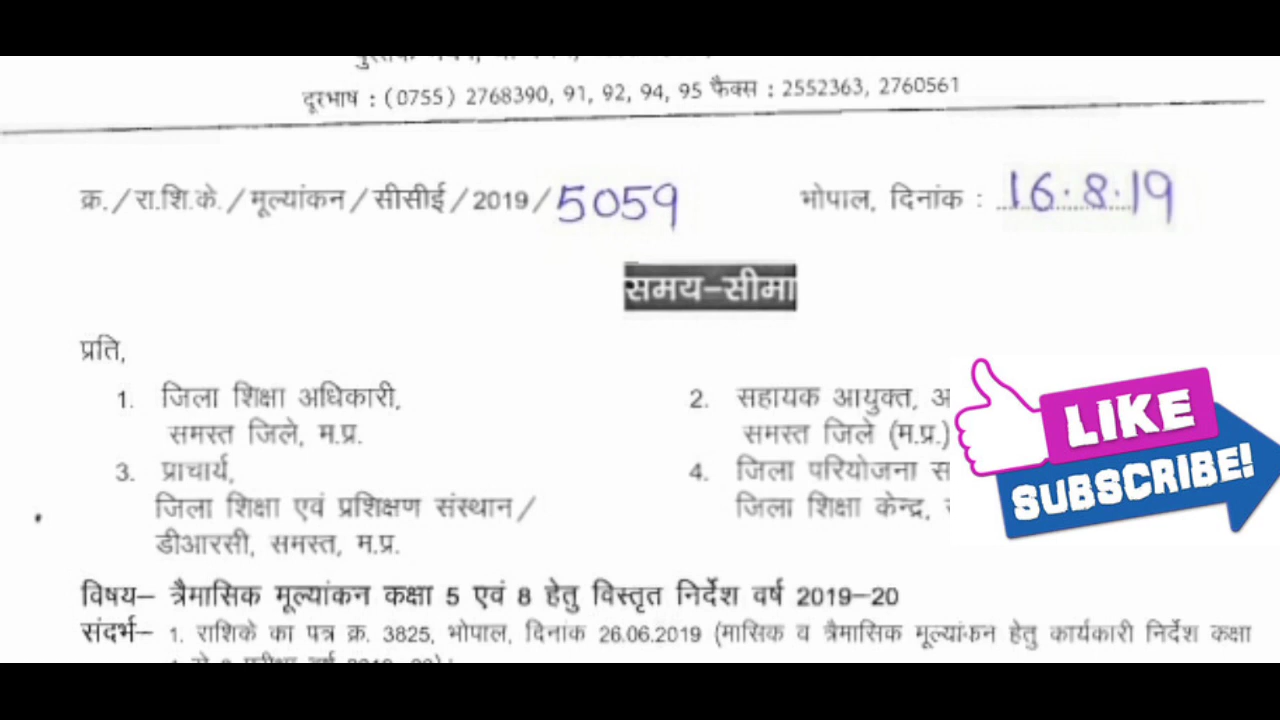 दूरभाष : (0755) 2768390, 91, 92, 94, 95 फैक्स : 2552363, 2760561
क्र./रा.शि.के./मूल्यांकन/सीसीई/2019/5059 भोपाल, दिनांक : 16.8.19
समय–सीमा
प्रति,
1. जिला शिक्षा अधिकारी, 2. सहायक आयुक्त,
समस्त जिले, म.प्र. समस्त जिले (म.प्र.)
3. प्राचार्य, 4. जिला परियोजना
जिला शिक्षा एवं प्रशिक्षण संस्थान/ जिला शिक्षा केन्द्र,
डीआरसी, समस्त, म.प्र.
LIKE
SUBSCRIBE!
विषय– त्रैमासिक मूल्यांकन कक्षा 5 एवं 8 हेतु विस्तृत निर्देश वर्ष 2019–20
संदर्भ– 1. राशिके का पत्र क्र. 3825, भोपाल, दिनांक 26.06.2019 (मासिक व त्रैमासिक मूल्यांकन हेतु कार्यकारी निर्देश कक्षा